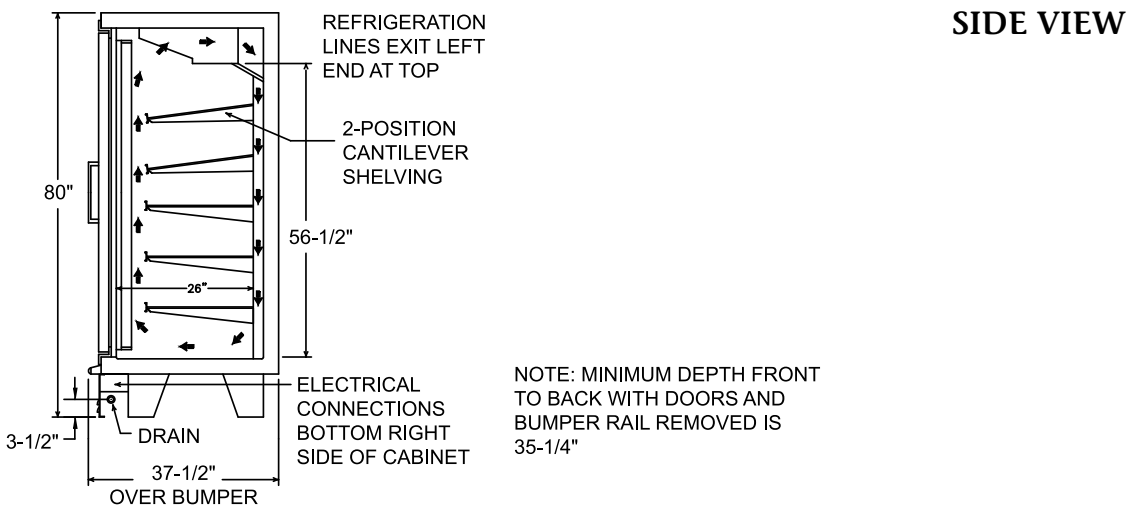 SIDE VIEW
REFRIGERATION
LINES EXIT LEFT
END AT TOP
2-POSITION
CANTILEVER
SHELVING
80"
56-1/2"
26"
ELECTRICAL
CONNECTIONS
BOTTOM RIGHT
SIDE OF CABINET
DRAIN
3-1/2"
37-1/2"
OVER BUMPER
NOTE: MINIMUM DEPTH FRONT
TO BACK WITH DOORS AND
BUMPER RAIL REMOVED IS
35-1/4"